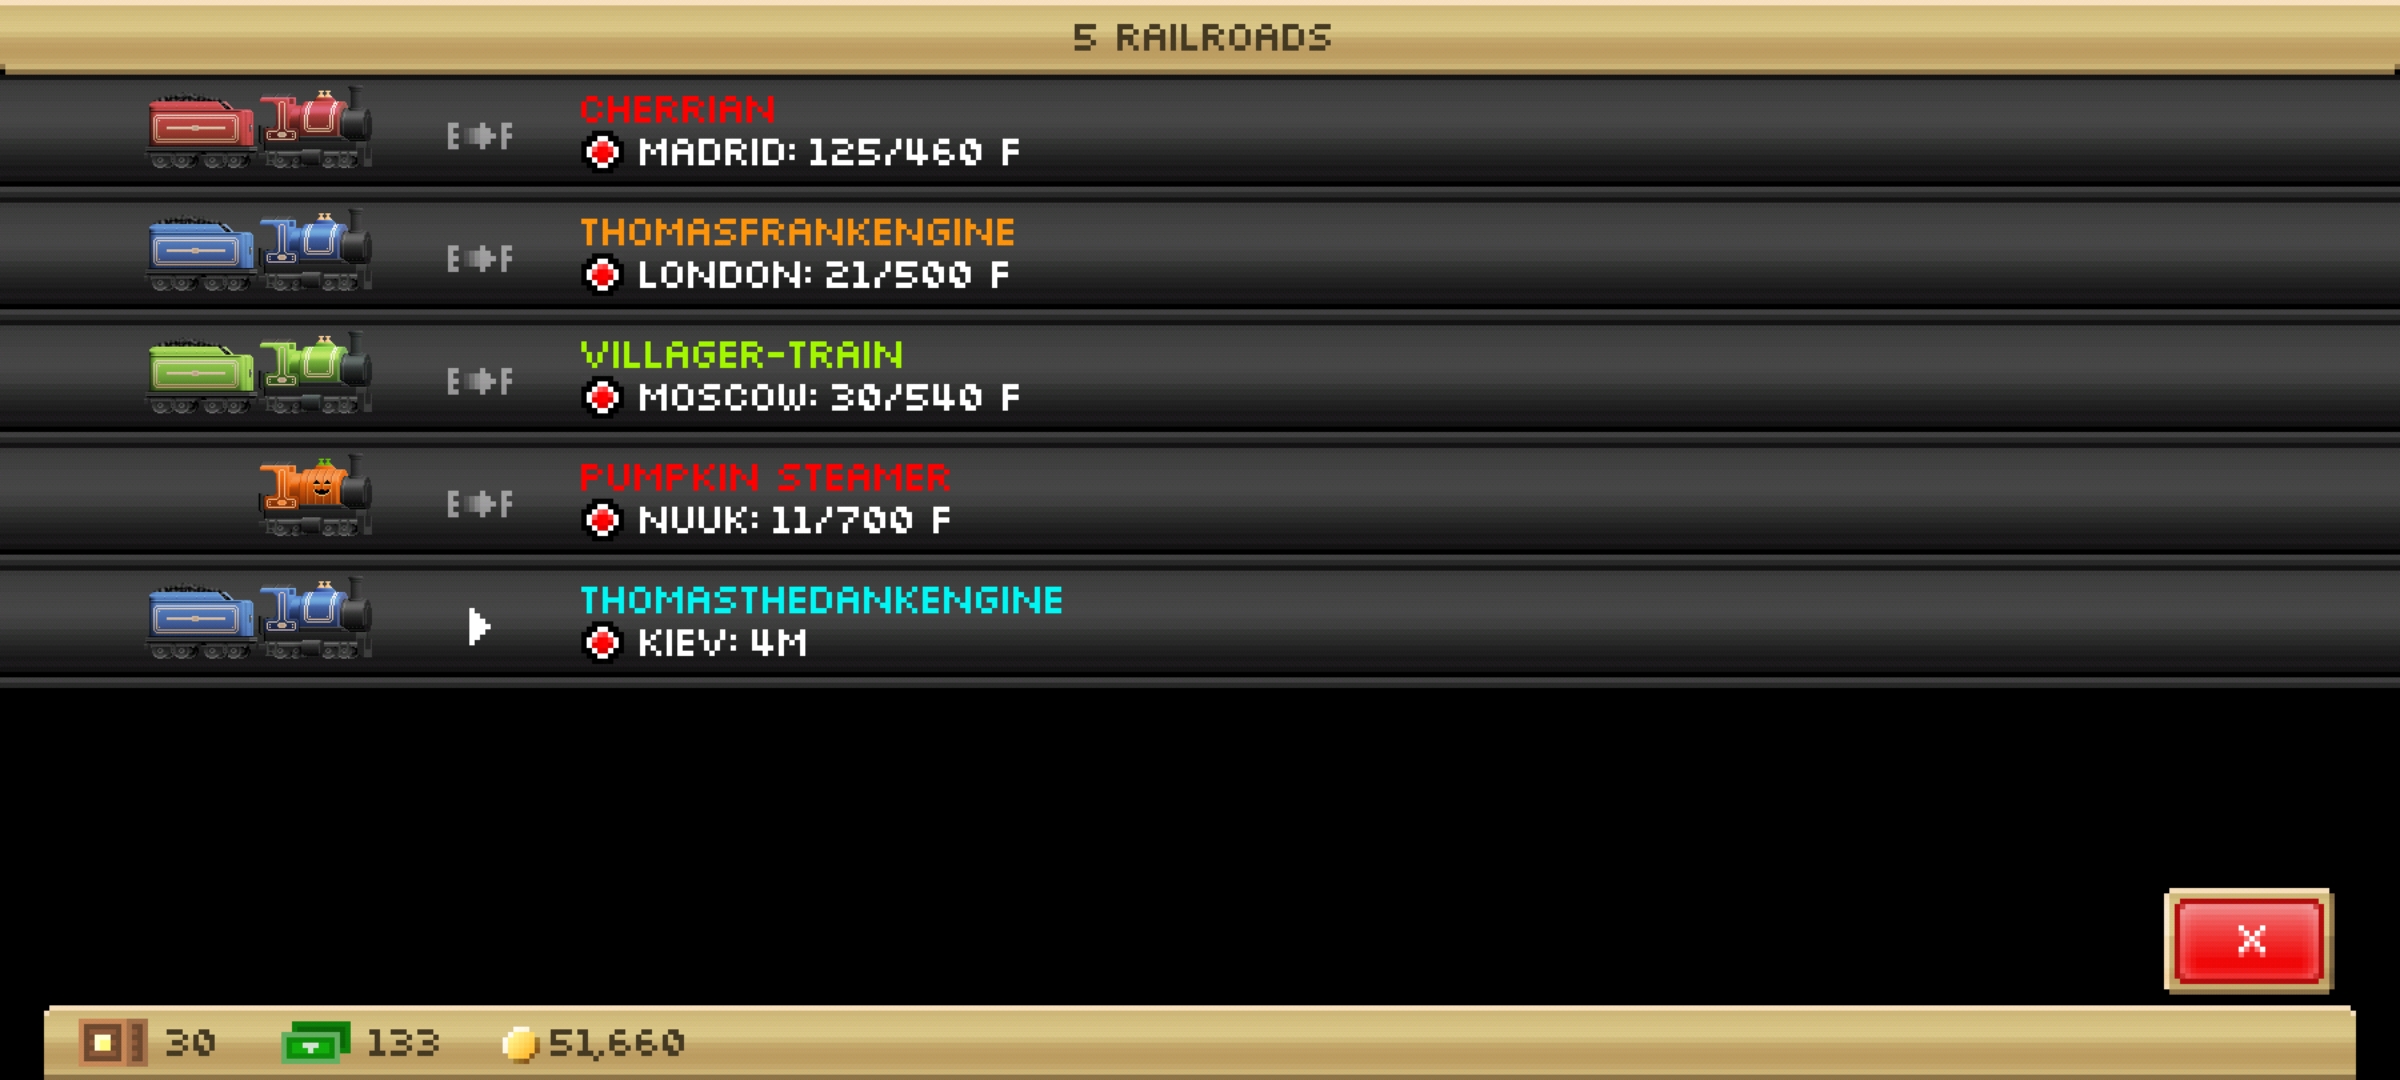 5 RAILROADS
CHERRIAN
E F
MADRID: 125/460 F
THOMASFRANKENGINE
E F
LONDON: 21/500 F
VILLAGER-TRAIN
E F
MOSCOW: 30/540 F
PUMPKIN STEAMER
E F
NUUK: 11/700 F
THOMASTHEDANKENGINE
KIEV: 4M
X
30 133 51,660